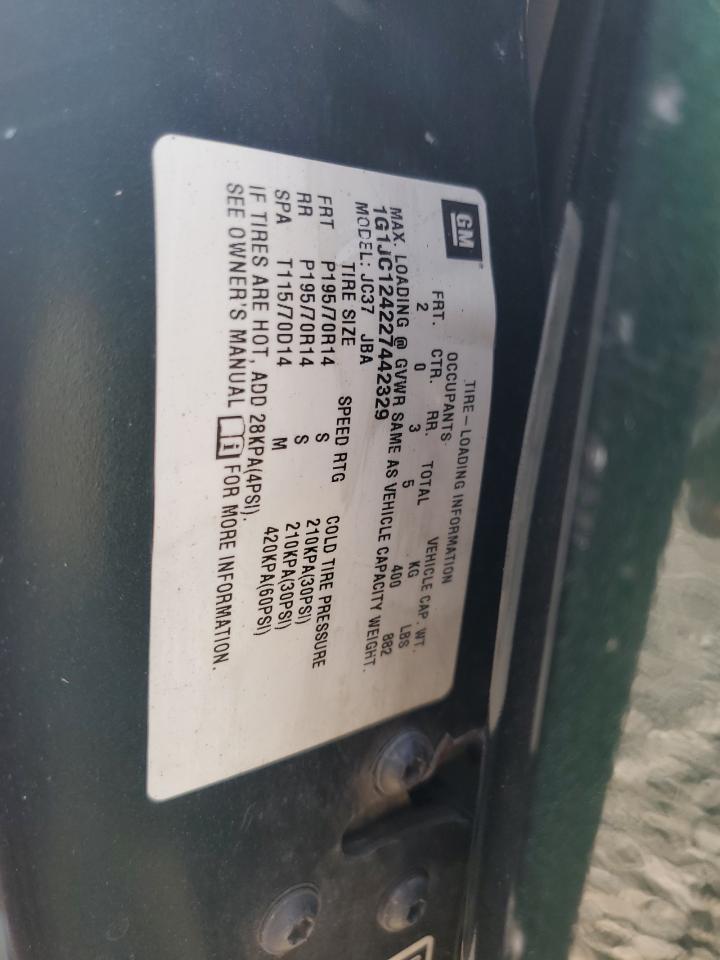 GM
TIRE-LOADING INFORMATION
OCCUPANTS VEHICLE CAP. WT.
FRT. CTR. RR. TOTAL KG LBS
2 0 3 5 400 882
MAX. LOADING @ GVWR SAME AS VEHICLE CAPACITY WEIGHT.
1G1JC124227442329
MODEL: JC37 JBA
TIRE SIZE SPEED RTG COLD TIRE PRESSURE
FRT P195/70R14 S 210KPA(30PSI)
RR P195/70R14 S 210KPA(30PSI)
SPA T115/70D14 M 420KPA(60PSI)
IF TIRES ARE HOT, ADD 28KPA(4PSI).
SEE OWNER'S MANUAL i FOR MORE INFORMATION.